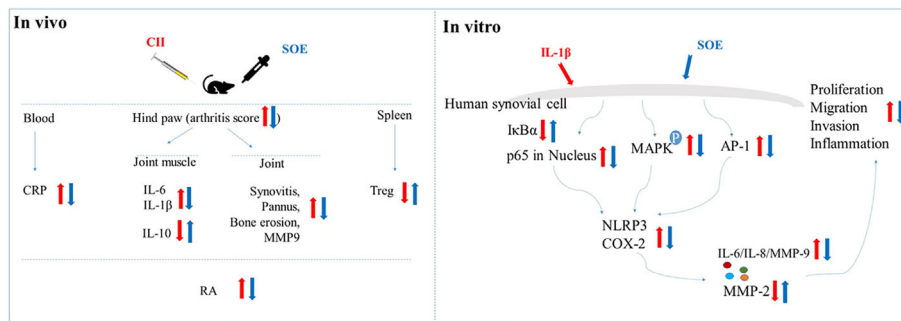 In vivo
CII
SOE
Blood
Hind paw (arthritis score )
Spleen
CRP
Joint muscle
IL-6
IL-1β
IL-10
Joint
Synovitis,
Pannus,
Bone erosion,
MMP9
Treg
RA
In vitro
IL-1β
SOE
Human synovial cell
IκBα
p65 in Nucleus
MAPK P
AP-1
NLRP3
COX-2
IL-6/IL-8/MMP-9
MMP-2
Proliferation
Migration
Invasion
Inflammation